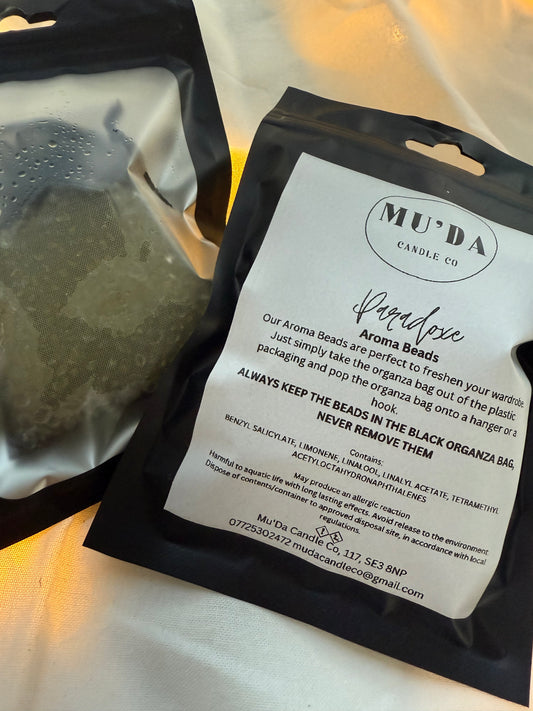 MU'DA
CANDLE CO
Paradoxe
Aroma Beads
Our Aroma Beads are perfect to freshen your wardrobe.
Just simply take the organza bag out of the plastic
packaging and pop the organza bag onto a hanger or a
hook.
ALWAYS KEEP THE BEADS IN THE BLACK ORGANZA BAG,
NEVER REMOVE THEM
Contains:
BENZYL SALICYLATE, LIMONENE, LINALOOL, LINALYL ACETATE, TETRAMETHYL
ACETYLOCTAHYDRONAPHTHALENES
May produce an allergic reaction
Harmful to aquatic life with long lasting effects. Avoid release to the environment
Dispose of contents/container to approved disposal site, in accordance with local
regulations.
Mu'Da Candle Co, 117, SE3 8NP
07725302472 mudacandleco@gmail.com